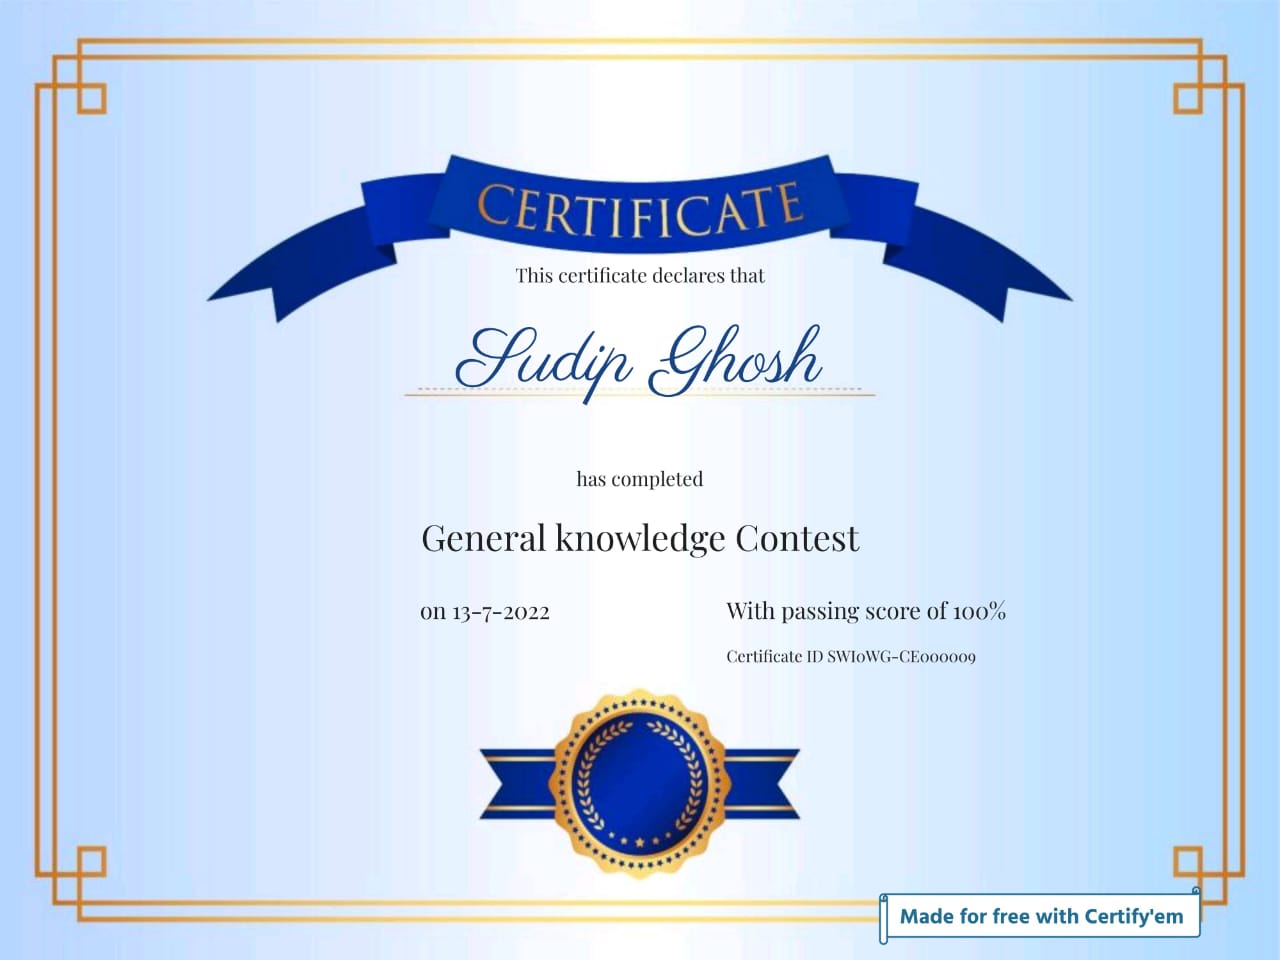 CERTIFICATE
This certificate declares that
Sudip Ghosh
has completed
General knowledge Contest
on 13-7-2022
With passing score of 100%
Certificate ID SWI0WG-CE000009
Made for free with Certify'em